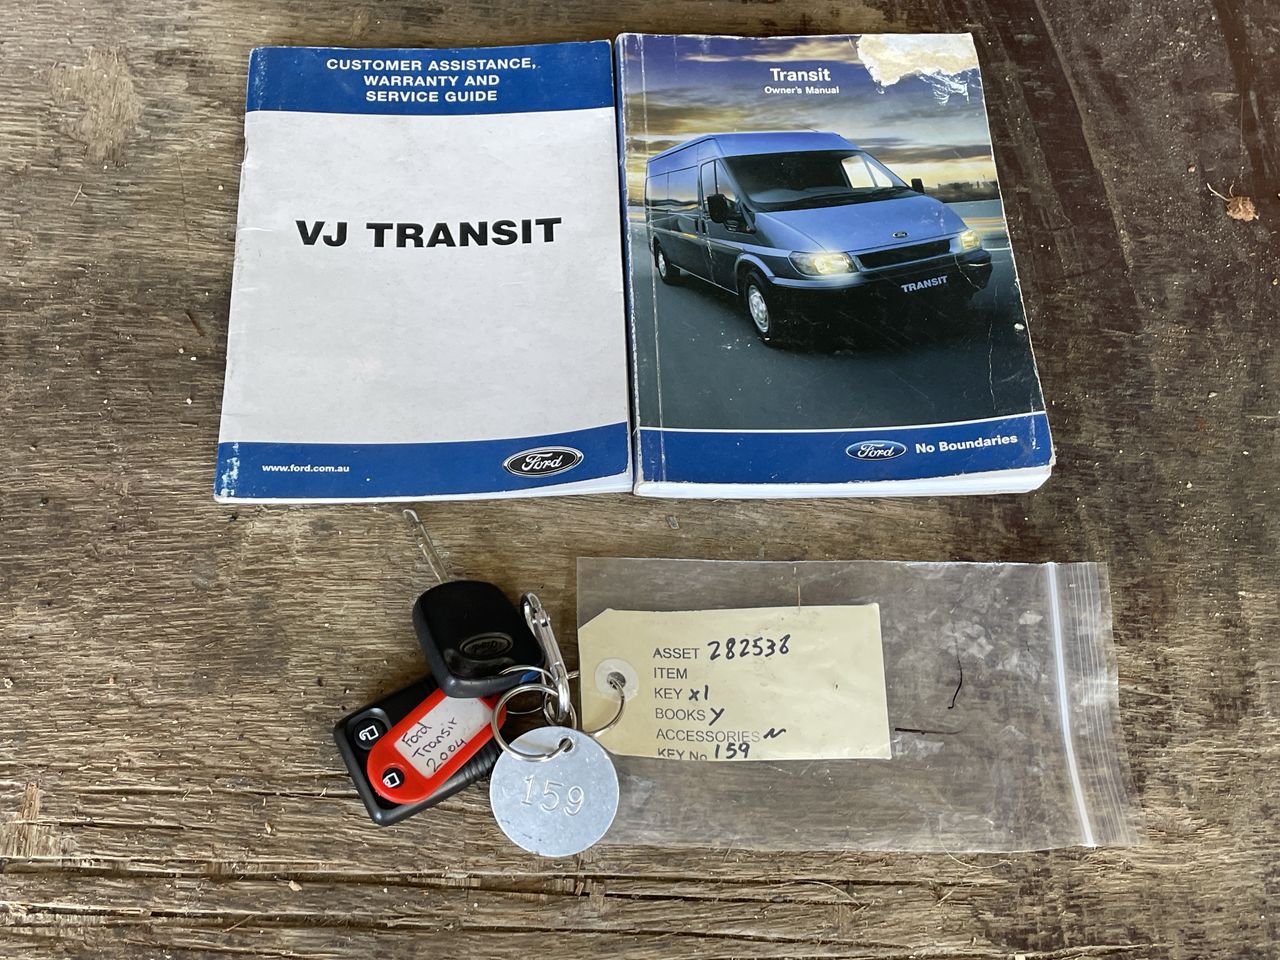 CUSTOMER ASSISTANCE,
WARRANTY AND
SERVICE GUIDE
VJ TRANSIT
www.ford.com.au
Ford
Transit
Owner's Manual
TRANSIT
Ford
No Boundaries
Ford
Ford
Transit
2004
159
ASSET 282538
ITEM
KEY x1
BOOKS Y
ACCESSORIES N
KEY No 159